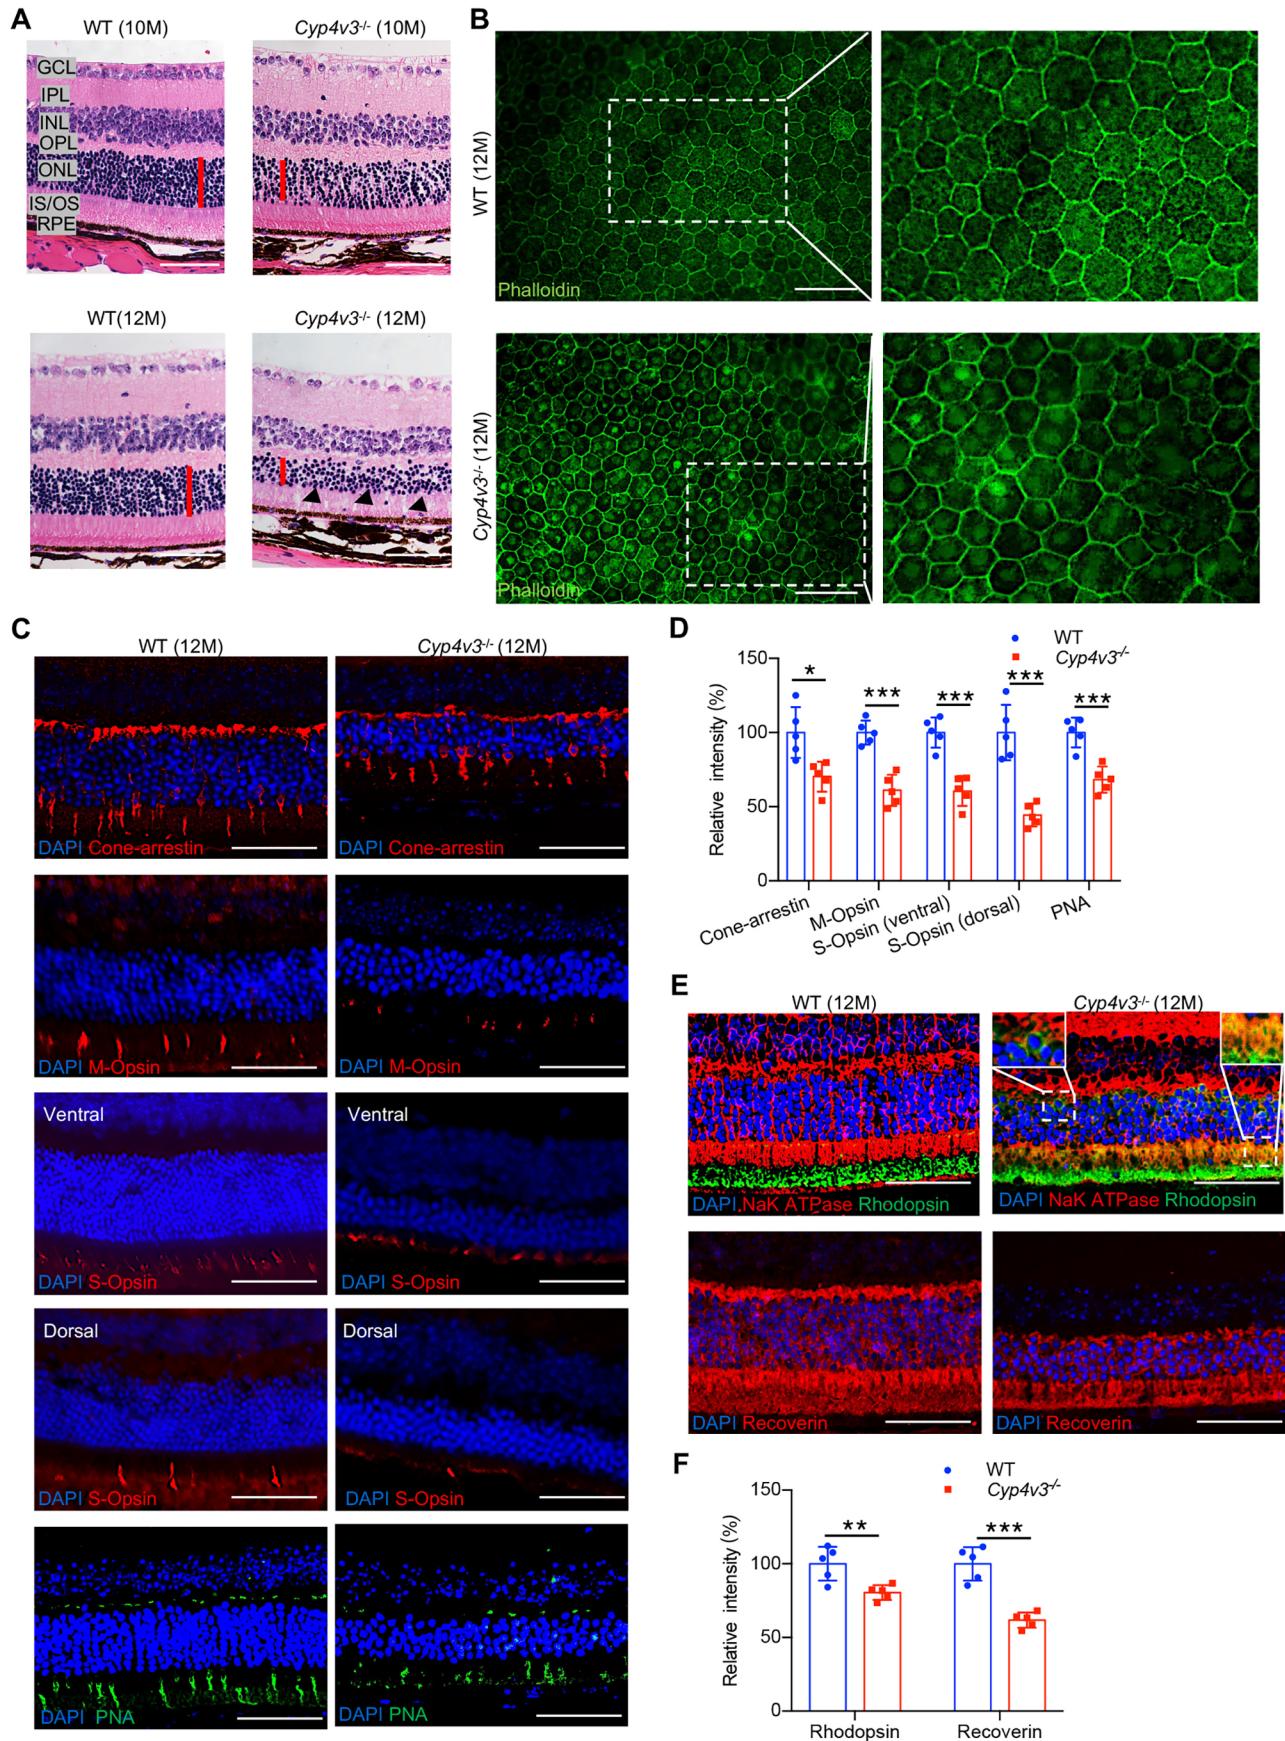 A
WT (10M)
Cyp4v3-/- (10M)
GCL
IPL
INL
OPL
ONL
IS/OS
RPE
WT(12M)
Cyp4v3-/- (12M)
B
WT (12M)
Phalloidin
Cyp4v3-/- (12M)
Phalloidin
C
WT (12M)
Cyp4v3-/- (12M)
DAPI Cone-arrestin
DAPI Cone-arrestin
DAPI M-Opsin
DAPI M-Opsin
Ventral
DAPI S-Opsin
Ventral
DAPI S-Opsin
Dorsal
DAPI S-Opsin
Dorsal
DAPI S-Opsin
DAPI PNA
DAPI PNA
D
WT
Cyp4v3-/-
Relative intensity (%)
150
100
50
0
*
***
***
***
***
Cone-arrestin
M-Opsin
S-Opsin (ventral)
S-Opsin (dorsal)
PNA
E
WT (12M)
Cyp4v3-/- (12M)
DAPI NaK ATPase Rhodopsin
DAPI NaK ATPase Rhodopsin
DAPI Recoverin
DAPI Recoverin
F
WT
Cyp4v3-/-
Relative intensity (%)
150
100
50
0
**
***
Rhodopsin
Recoverin